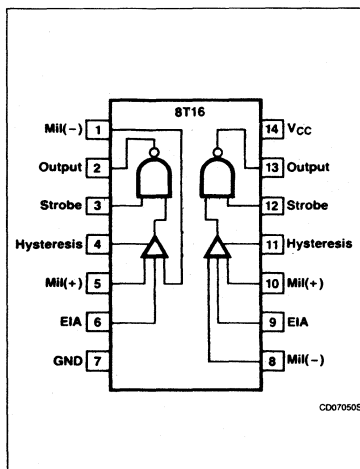 8T16
Mil(−) 1
Output 2
Strobe 3
Hysteresis 4
Mil(+) 5
EIA 6
GND 7
14 VCC
13 Output
12 Strobe
11 Hysteresis
10 Mil(+)
9 EIA
8 Mil(−)
CD07050S